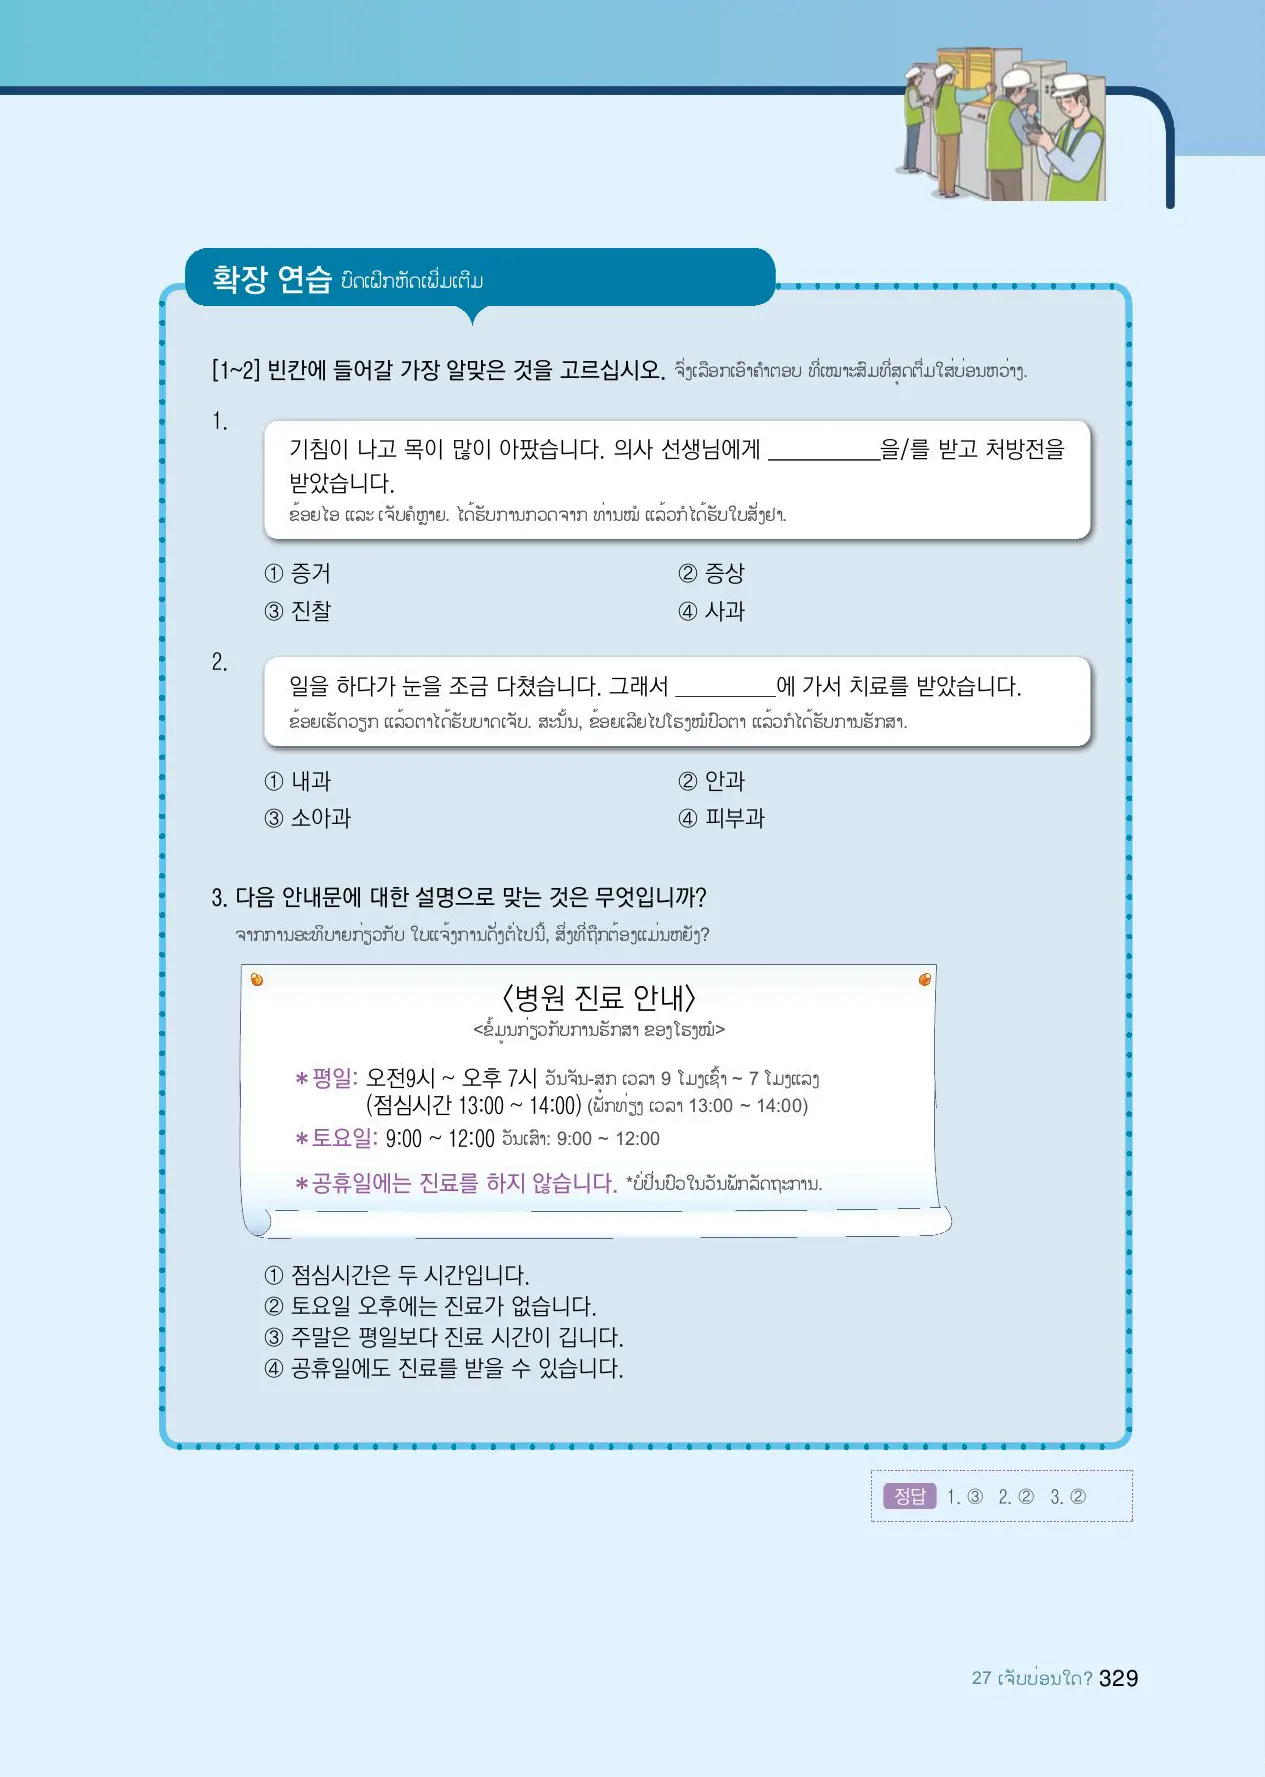 확장 연습 ບົດເຝິກຫັດເພີ່ມເຕີມ
[1~2] 빈칸에 들어갈 가장 알맞은 것을 고르십시오. ຈົ່ງເລືອກເອົາຄຳຕອບ ທີ່ເໝາະສົມທີ່ສຸດຕື່ມໃສ່ບ່ອນຫວ່າງ.
1.
기침이 나고 목이 많이 아팠습니다. 의사 선생님에게 __________을/를 받고 처방전을
받았습니다.
ຂ້ອຍໄອ ແລະ ເຈັບຄໍຫຼາຍ. ໄດ້ຮັບການກວດຈາກ ທ່ານໝໍ ແລ້ວກໍໄດ້ຮັບໃບສັ່ງຢາ.
① 증거 ② 증상
③ 진찰 ④ 사과
2.
일을 하다가 눈을 조금 다쳤습니다. 그래서 _________에 가서 치료를 받았습니다.
ຂ້ອຍເຮັດວຽກ ແລ້ວຕາໄດ້ຮັບບາດເຈັບ. ສະນັ້ນ, ຂ້ອຍເລີຍໄປໂຮງໝໍປົວຕາ ແລ້ວກໍໄດ້ຮັບການຮັກສາ.
① 내과 ② 안과
③ 소아과 ④ 피부과
3. 다음 안내문에 대한 설명으로 맞는 것은 무엇입니까?
ຈາກການອະທິບາຍກ່ຽວກັບ ໃບແຈ້ງການດັ່ງຕໍ່ໄປນີ້, ສິ່ງທີ່ຖືກຕ້ອງແມ່ນຫຍັງ?
〈병원 진료 안내〉
<ຂໍ້ມູນກ່ຽວກັບການຮັກສາ ຂອງໂຮງໝໍ>
*평일: 오전9시 ~ 오후 7시 ວັນຈັນ-ສຸກ ເວລາ 9 ໂມງເຊົ້າ ~ 7 ໂມງແລງ
(점심시간 13:00 ~ 14:00) (ພັກທ່ຽງ ເວລາ 13:00 ~ 14:00)
*토요일: 9:00 ~ 12:00 ວັນເສົາ: 9:00 ~ 12:00
*공휴일에는 진료를 하지 않습니다. *ບໍ່ປິ່ນປົວໃນວັນພັກລັດຖະການ.
① 점심시간은 두 시간입니다.
② 토요일 오후에는 진료가 없습니다.
③ 주말은 평일보다 진료 시간이 깁니다.
④ 공휴일에도 진료를 받을 수 있습니다.
정답 1. ③ 2. ② 3. ②
27 ເຈັບບ່ອນໃດ? 329